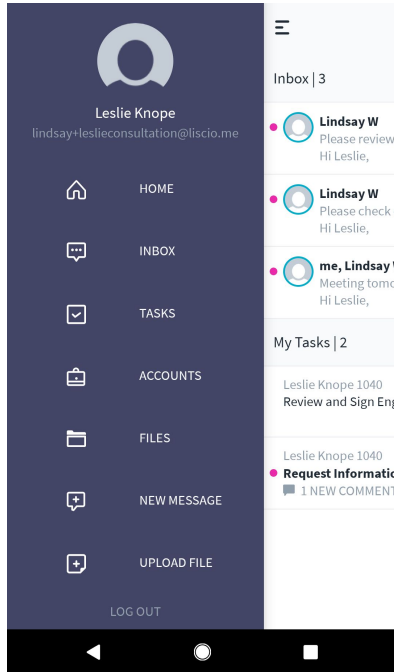 Leslie Knope
lindsay+leslieconsultation@liscio.me
HOME
INBOX
TASKS
ACCOUNTS
FILES
NEW MESSAGE
UPLOAD FILE
LOG OUT
Inbox | 3
Lindsay W
Please review
Hi Leslie,
Lindsay W
Please check
Hi Leslie,
me, Lindsay
Meeting tomo
Hi Leslie,
My Tasks | 2
Leslie Knope 1040
Review and Sign Eng
Leslie Knope 1040
Request Informatio
1 NEW COMMENT